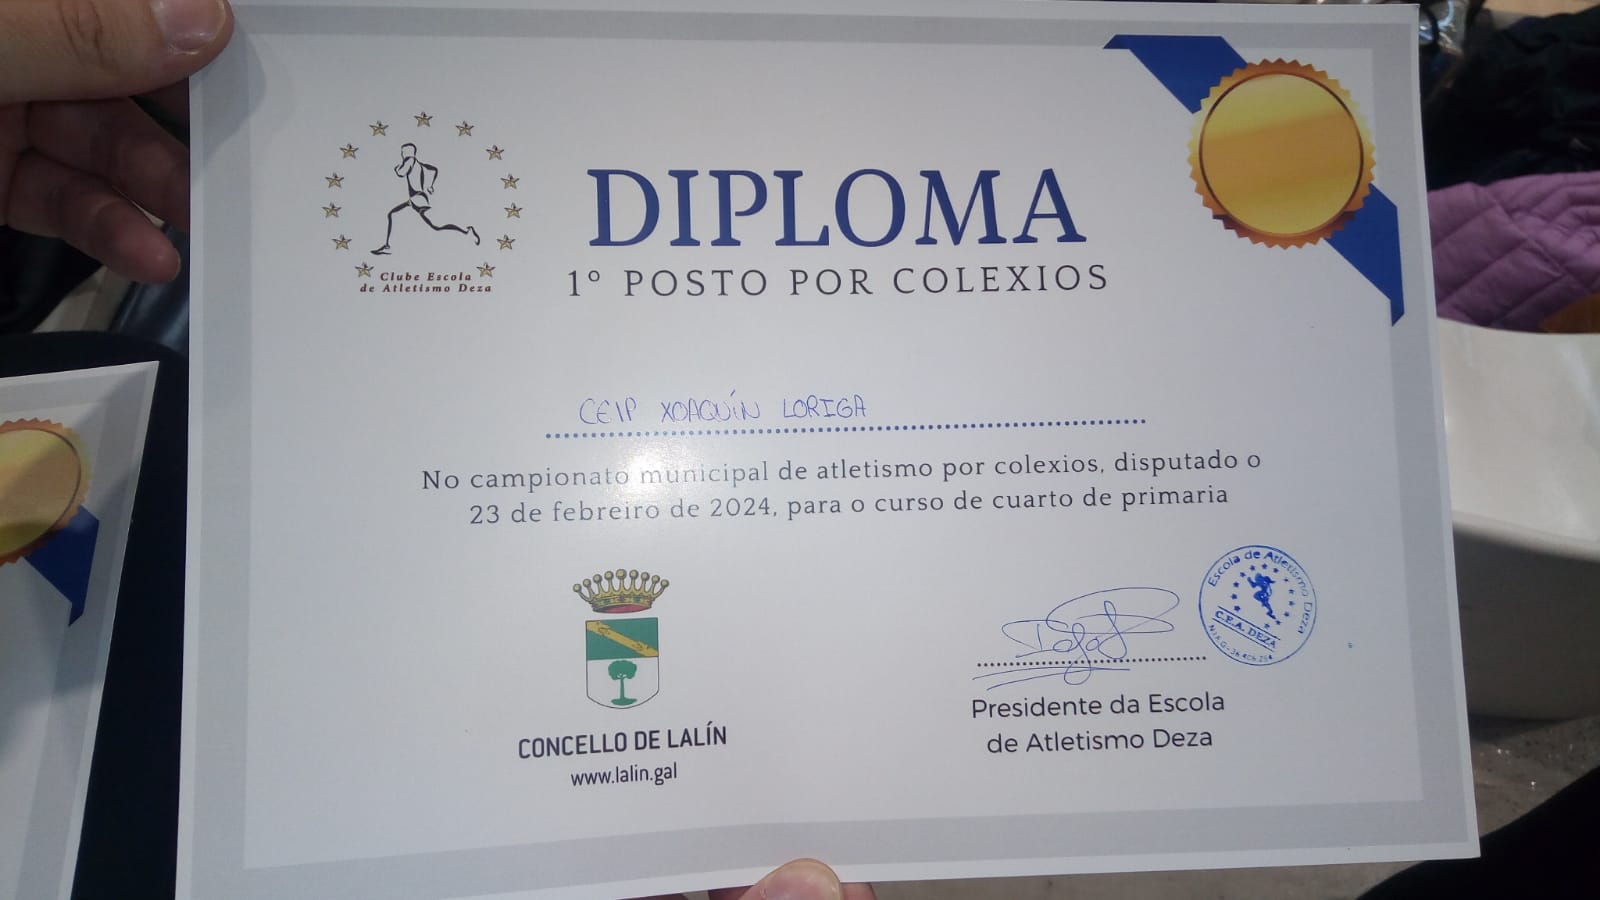 DIPLOMA
1º POSTO POR COLEXIOS
Clube Escola
de Atletismo Deza
CEIP XOAQUÍN LORIGA
No campionato municipal de atletismo por colexios, disputado o
23 de febreiro de 2024, para o curso de cuarto de primaria
CONCELLO DE LALÍN
www.lalin.gal
Escola de Atletismo Deza
C.E.A. DEZA
Presidente da Escola
de Atletismo Deza